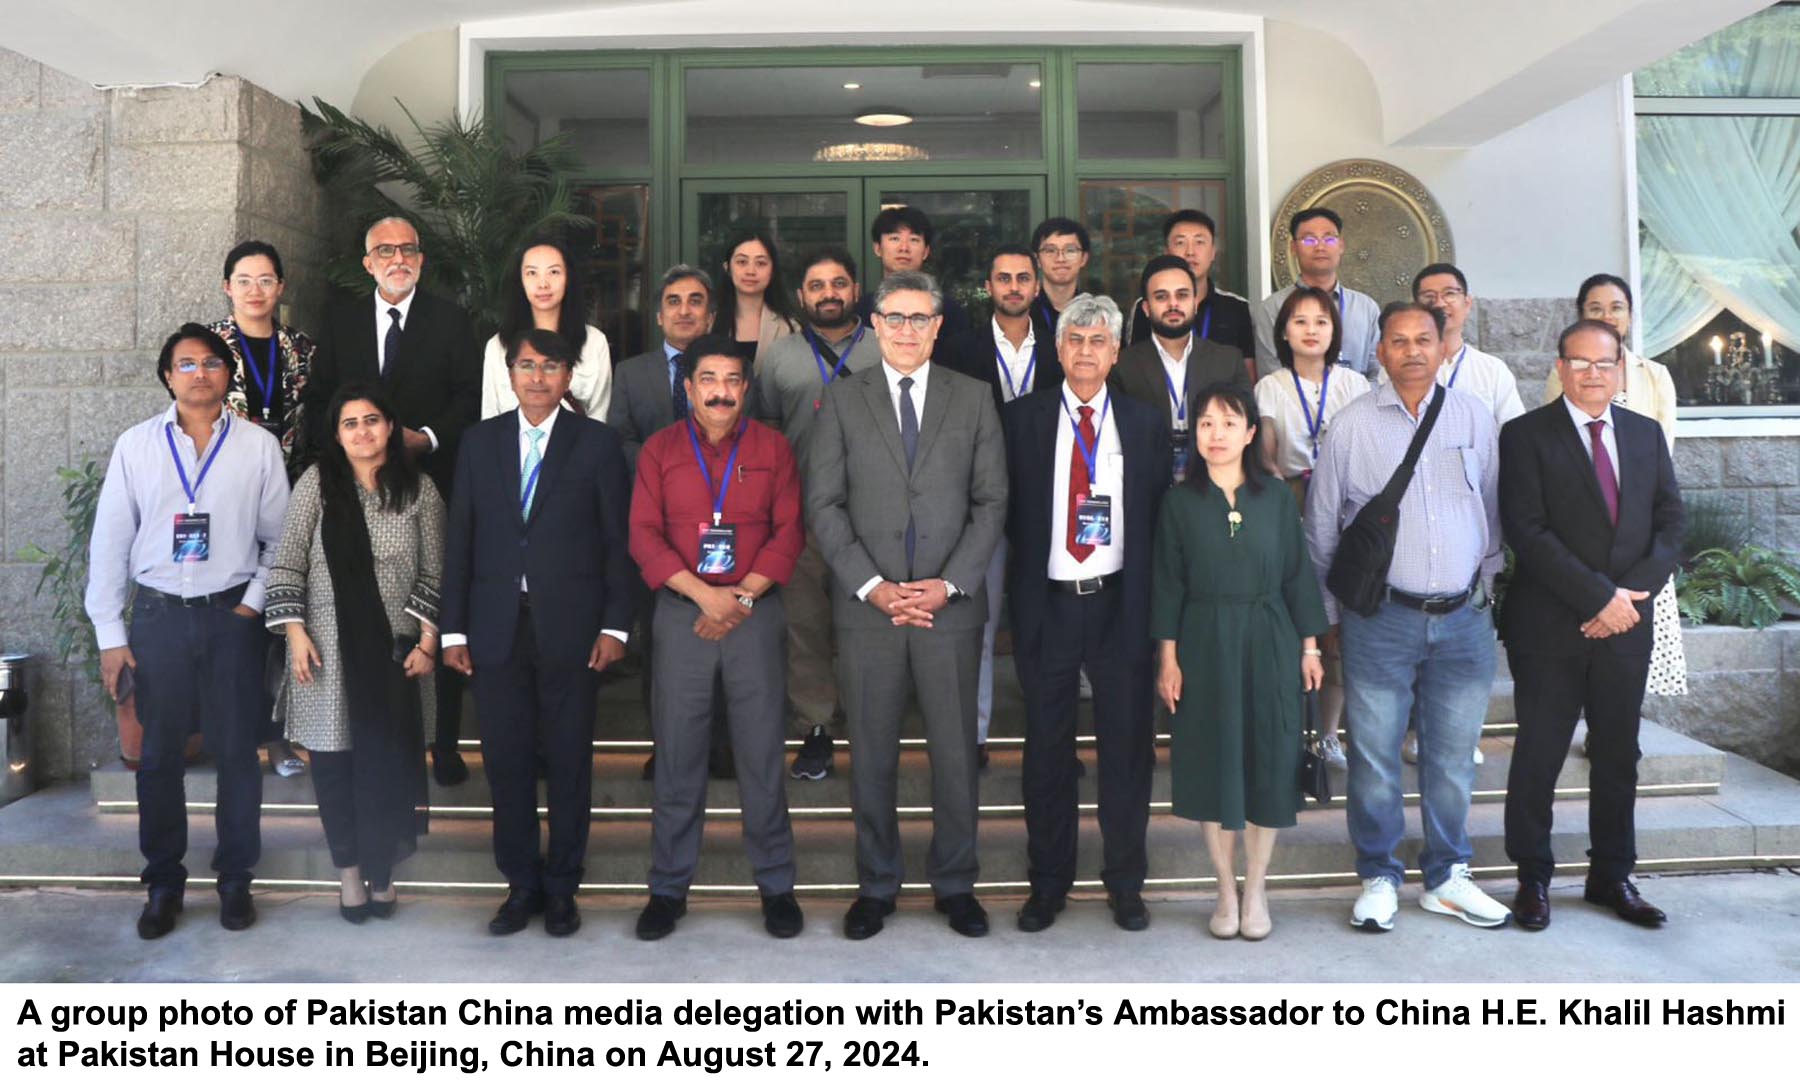 A group photo of Pakistan China media delegation with Pakistan’s Ambassador to China H.E. Khalil Hashmi
at Pakistan House in Beijing, China on August 27, 2024.